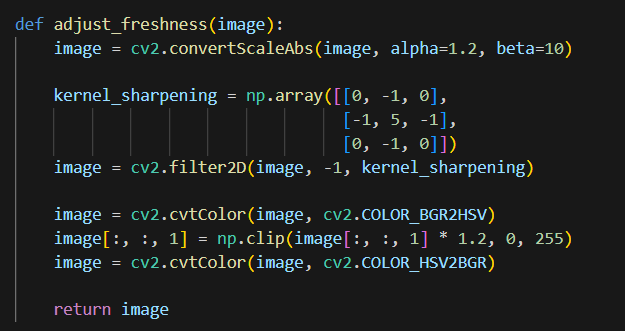 def adjust_freshness(image):
    image = cv2.convertScaleAbs(image, alpha=1.2, beta=10)

    kernel_sharpening = np.array([[0, -1, 0],
                                  [-1, 5, -1],
                                  [0, -1, 0]])
    image = cv2.filter2D(image, -1, kernel_sharpening)

    image = cv2.cvtColor(image, cv2.COLOR_BGR2HSV)
    image[:, :, 1] = np.clip(image[:, :, 1] * 1.2, 0, 255)
    image = cv2.cvtColor(image, cv2.COLOR_HSV2BGR)

    return image